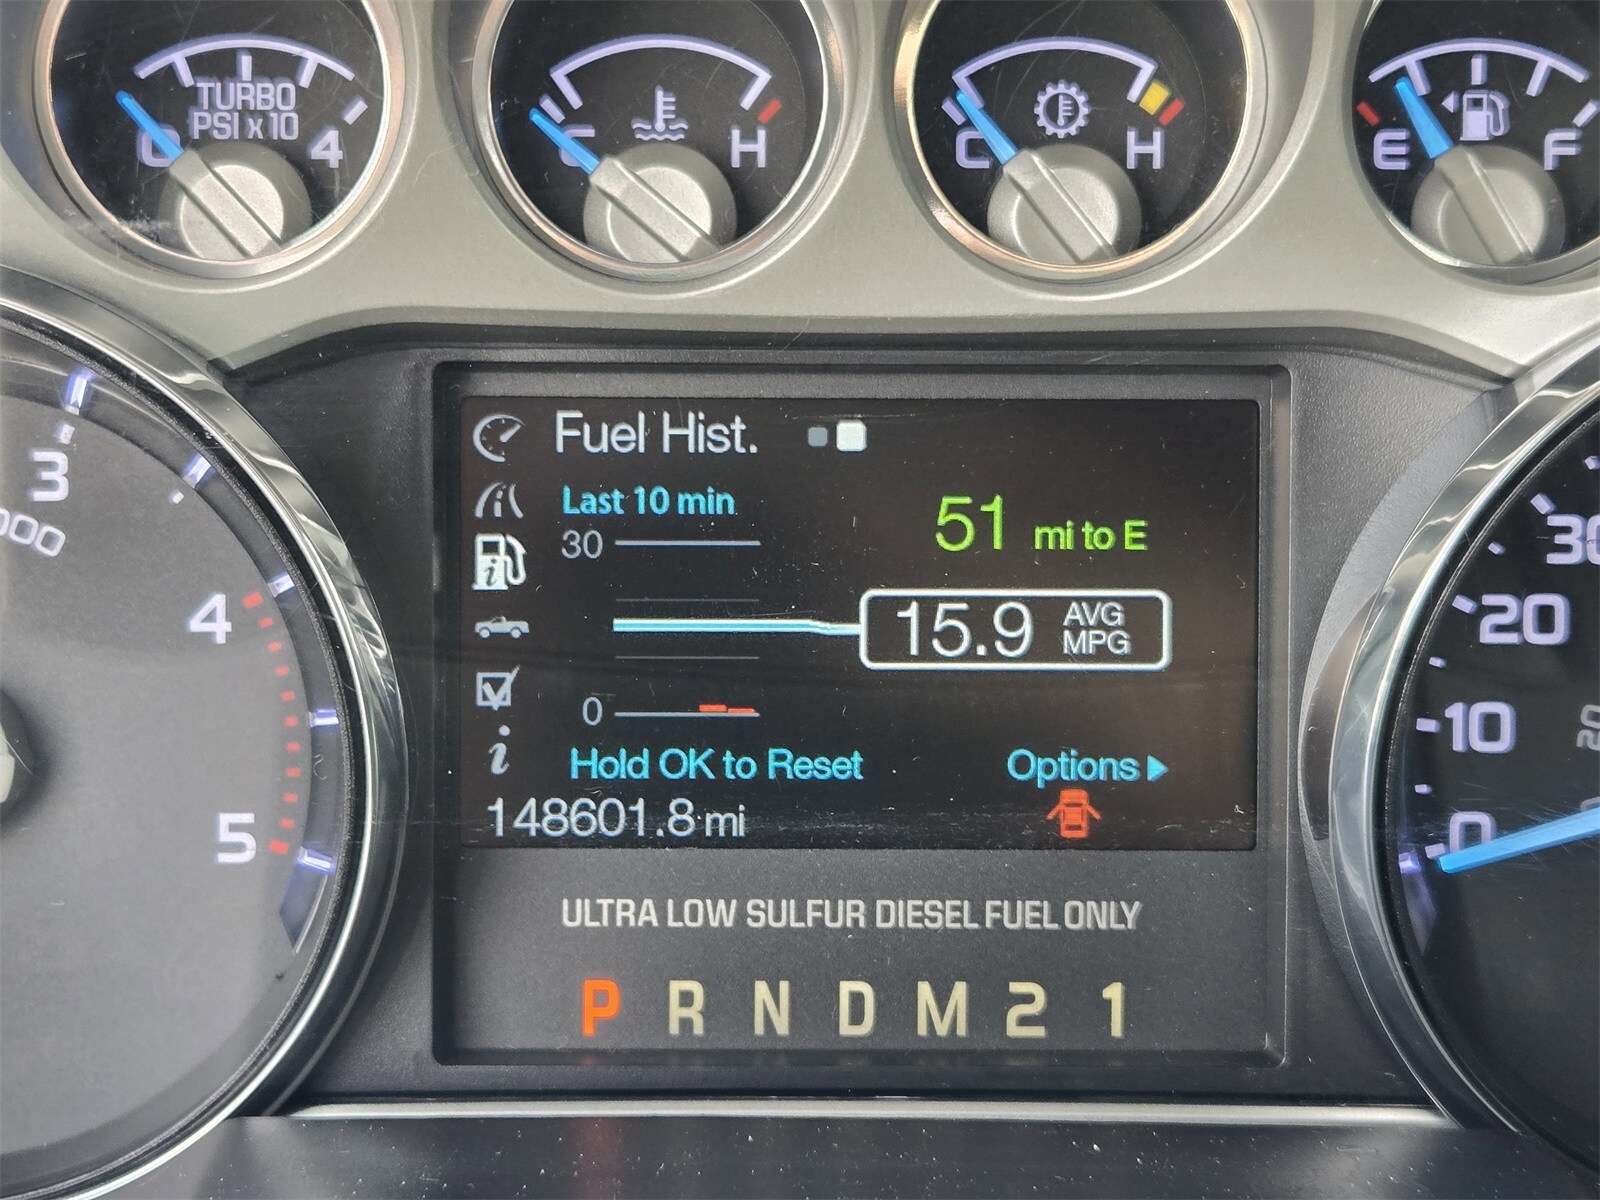 TURBO
PSI x 10
0 4
C H
C H
E F
3
000
4
5
Fuel Hist.
Last 10 min
30
51 mi to E
15.9 AVG
MPG
0
Hold OK to Reset
Options
148601.8 mi
ULTRA LOW SULFUR DIESEL FUEL ONLY
P R N D M 2 1
30
20
10
20
0